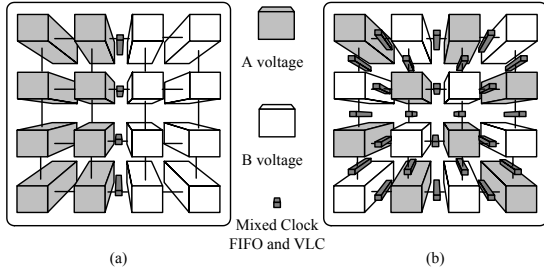 A voltage
B voltage
Mixed Clock
FIFO and VLC
(a)
(b)